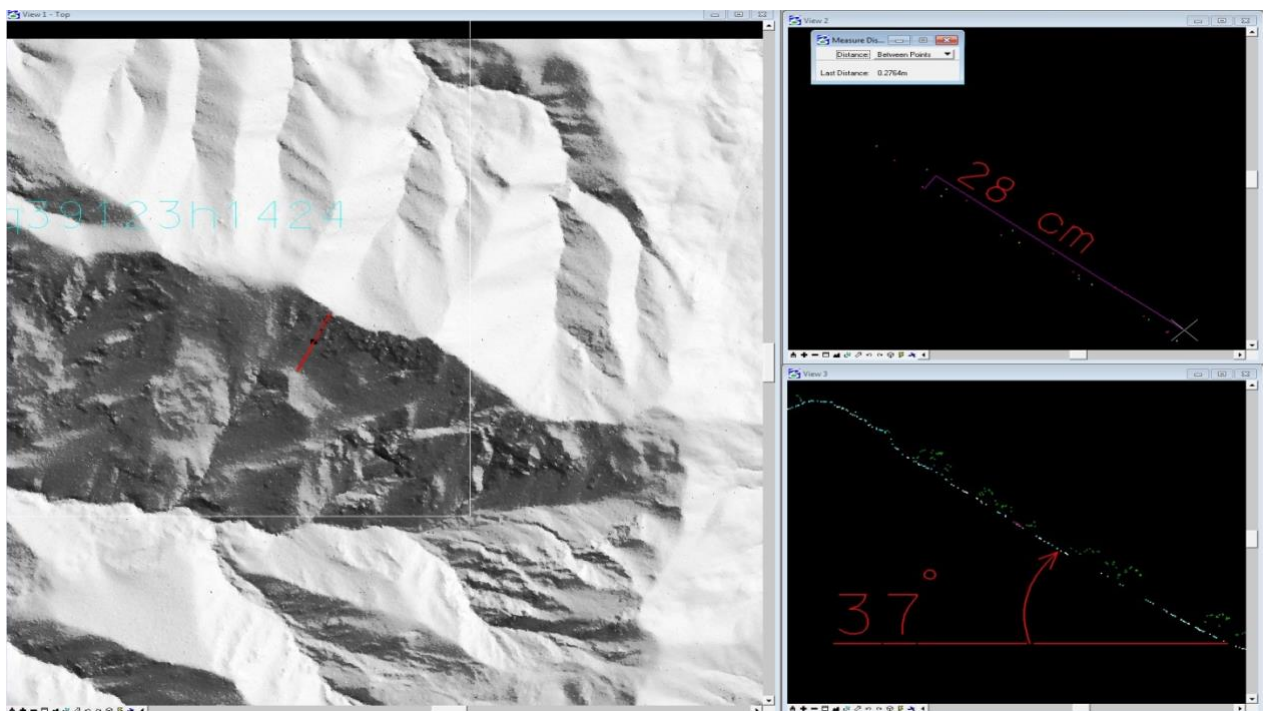 View 1 - Top
q39123h1424
View 2
Measure Dis...
Distance: Between Points
Last Distance: 0.2764m
28 cm
View 3
37°